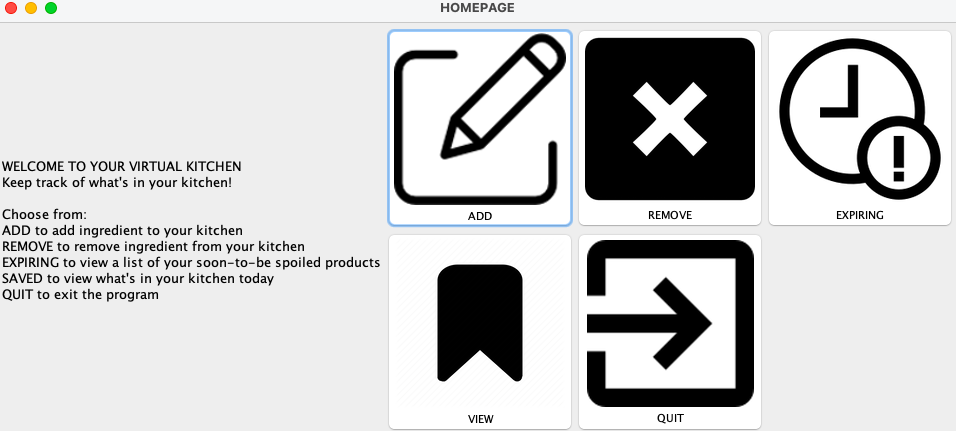 HOMEPAGE
WELCOME TO YOUR VIRTUAL KITCHEN
Keep track of what's in your kitchen!
Choose from:
ADD to add ingredient to your kitchen
REMOVE to remove ingredient from your kitchen
EXPIRING to view a list of your soon-to-be spoiled products
SAVED to view what's in your kitchen today
QUIT to exit the program
ADD
REMOVE
EXPIRING
VIEW
QUIT